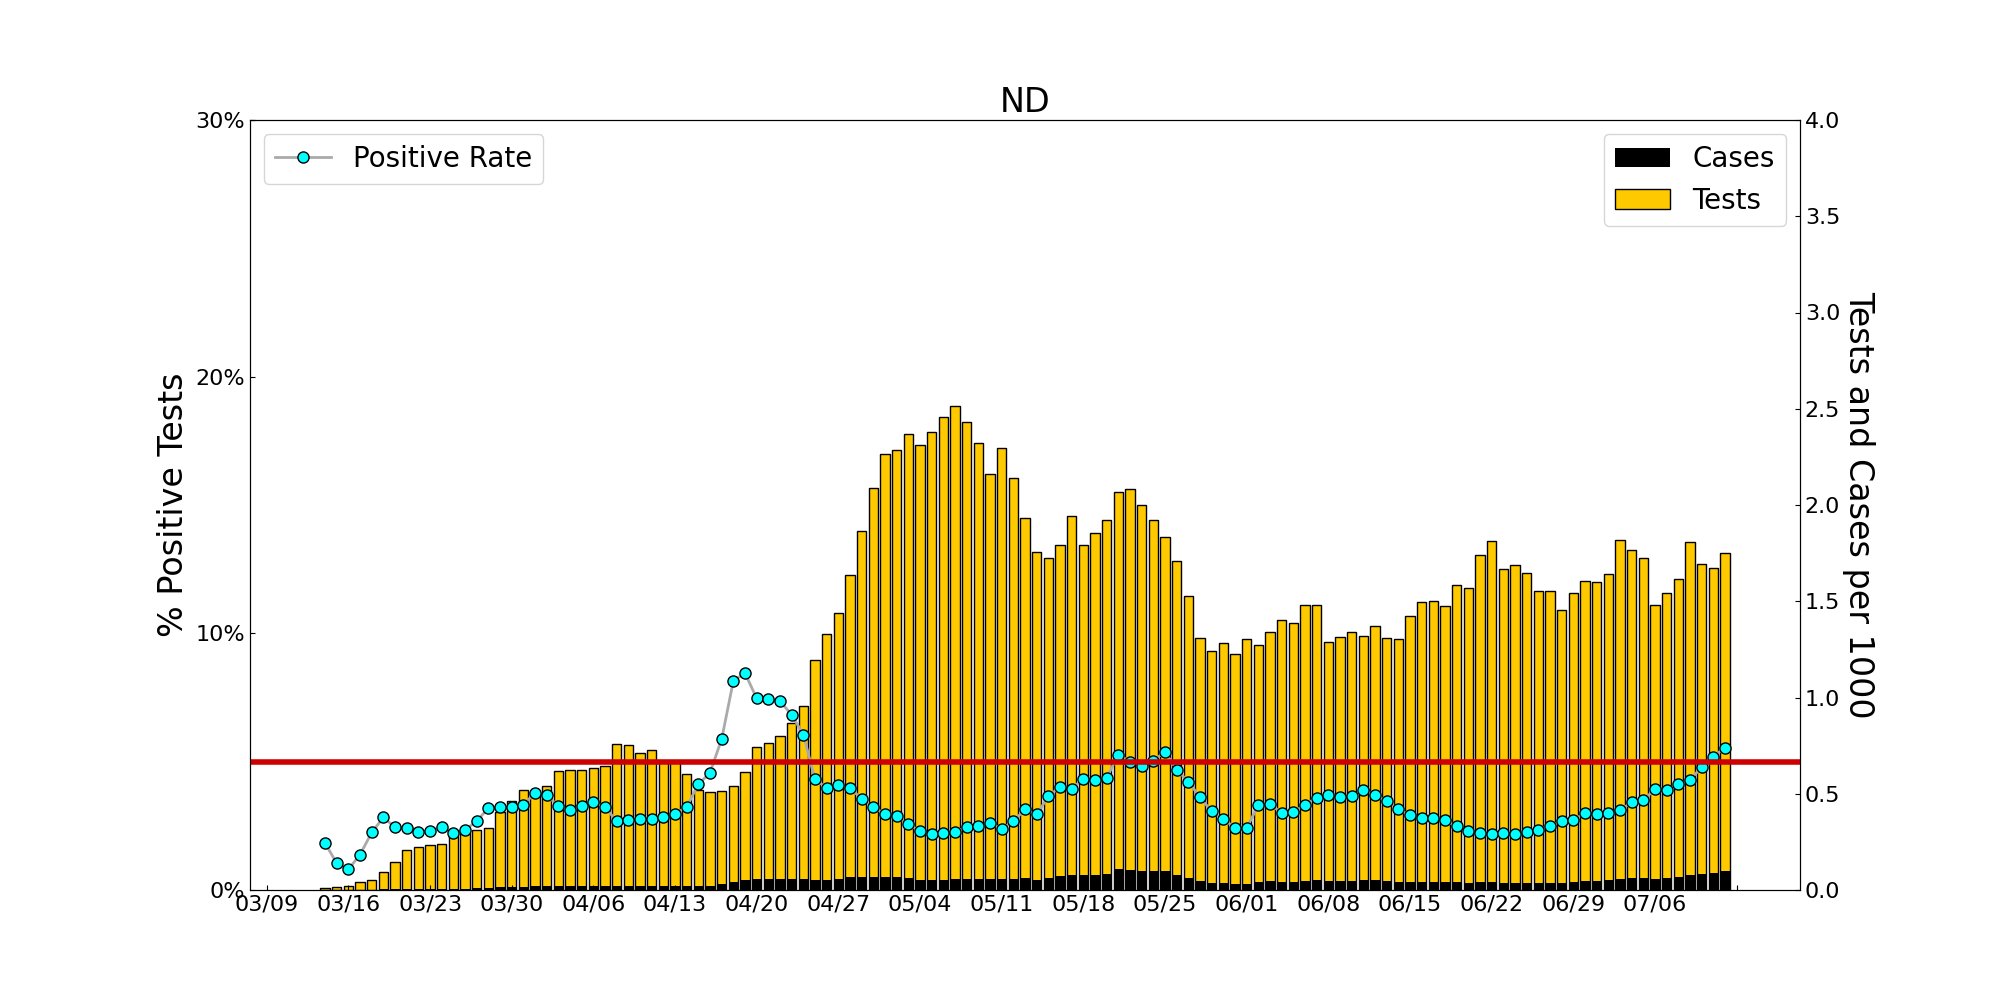 ND
30%
20%
10%
0%
% Positive Tests
Positive Rate
Cases
Tests
4.0
3.5
3.0
2.5
2.0
1.5
1.0
0.5
0.0
Tests and Cases per 1000
03/09 03/16 03/23 03/30 04/06 04/13 04/20 04/27 05/04 05/11 05/18 05/25 06/01 06/08 06/15 06/22 06/29 07/06